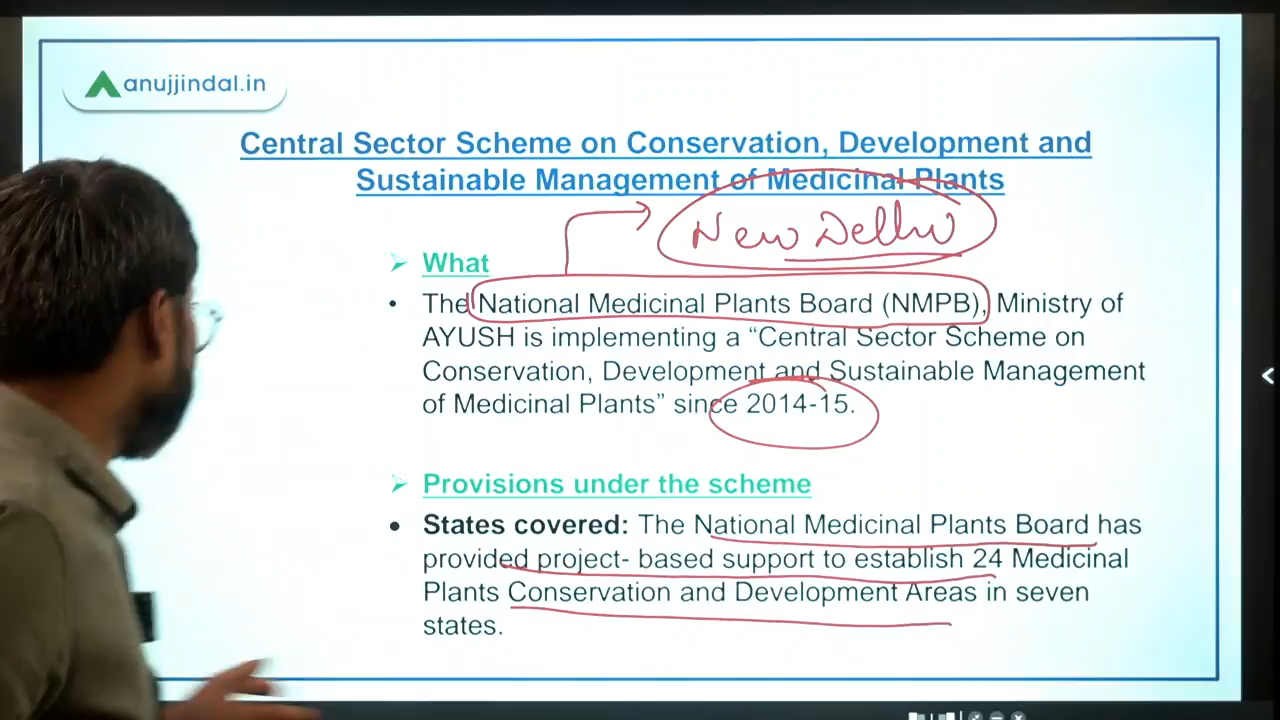 anujjindal.in
Central Sector Scheme on Conservation, Development and
Sustainable Management of Medicinal Plants
New Delhi
What
The National Medicinal Plants Board (NMPB), Ministry of
AYUSH is implementing a “Central Sector Scheme on
Conservation, Development and Sustainable Management
of Medicinal Plants” since 2014-15.
Provisions under the scheme
States covered: The National Medicinal Plants Board has
provided project- based support to establish 24 Medicinal
Plants Conservation and Development Areas in seven
states.